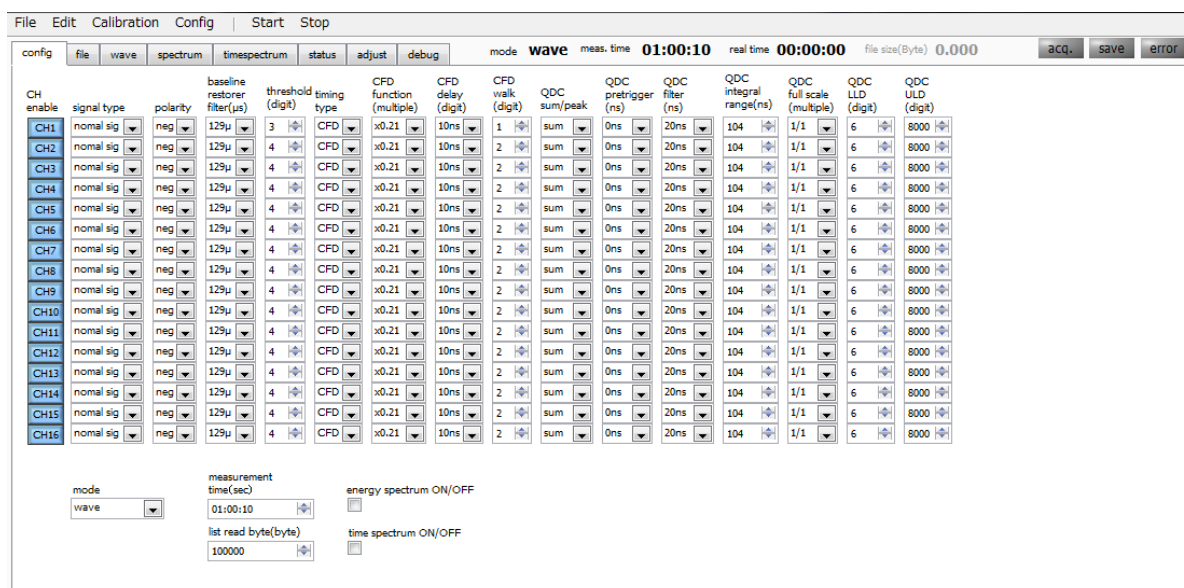 File Edit Calibration Config | Start Stop
config file wave spectrum timespectrum status adjust debug mode wave meas. time 01:00:10 real time 00:00:00 file size(Byte) 0.000 acq. save error
CH enable signal type polarity baseline restorer filter(µs) threshold (digit) timing type CFD function (multiple) CFD delay (digit) CFD walk (digit) QDC sum/peak QDC pretrigger (ns) QDC filter (ns) QDC integral range(ns) QDC full scale (multiple) QDC LLD (digit) QDC ULD (digit)
CH1 nomal sig neg 129µ 3 CFD x0.21 10ns 1 sum 0ns 20ns 104 1/1 6 8000
CH2 nomal sig neg 129µ 4 CFD x0.21 10ns 2 sum 0ns 20ns 104 1/1 6 8000
CH3 nomal sig neg 129µ 4 CFD x0.21 10ns 2 sum 0ns 20ns 104 1/1 6 8000
CH4 nomal sig neg 129µ 4 CFD x0.21 10ns 2 sum 0ns 20ns 104 1/1 6 8000
CH5 nomal sig neg 129µ 4 CFD x0.21 10ns 2 sum 0ns 20ns 104 1/1 6 8000
CH6 nomal sig neg 129µ 4 CFD x0.21 10ns 2 sum 0ns 20ns 104 1/1 6 8000
CH7 nomal sig neg 129µ 4 CFD x0.21 10ns 2 sum 0ns 20ns 104 1/1 6 8000
CH8 nomal sig neg 129µ 4 CFD x0.21 10ns 2 sum 0ns 20ns 104 1/1 6 8000
CH9 nomal sig neg 129µ 4 CFD x0.21 10ns 2 sum 0ns 20ns 104 1/1 6 8000
CH10 nomal sig neg 129µ 4 CFD x0.21 10ns 2 sum 0ns 20ns 104 1/1 6 8000
CH11 nomal sig neg 129µ 4 CFD x0.21 10ns 2 sum 0ns 20ns 104 1/1 6 8000
CH12 nomal sig neg 129µ 4 CFD x0.21 10ns 2 sum 0ns 20ns 104 1/1 6 8000
CH13 nomal sig neg 129µ 4 CFD x0.21 10ns 2 sum 0ns 20ns 104 1/1 6 8000
CH14 nomal sig neg 129µ 4 CFD x0.21 10ns 2 sum 0ns 20ns 104 1/1 6 8000
CH15 nomal sig neg 129µ 4 CFD x0.21 10ns 2 sum 0ns 20ns 104 1/1 6 8000
CH16 nomal sig neg 129µ 4 CFD x0.21 10ns 2 sum 0ns 20ns 104 1/1 6 8000
mode
wave
measurement
time(sec)
01:00:10
energy spectrum ON/OFF
list read byte(byte)
100000
time spectrum ON/OFF